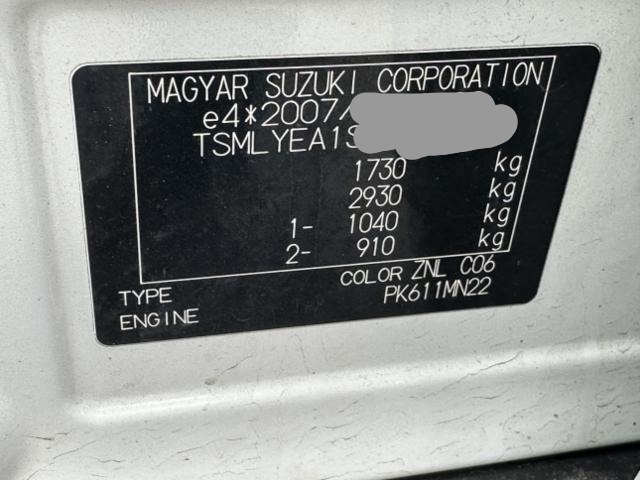 MAGYAR SUZUKI CORPORATION
e4*2007/
TSMLYEA1S
1730 kg
2930 kg
1- 1040 kg
2- 910 kg
COLOR ZNL C06
TYPE PK611MN22
ENGINE